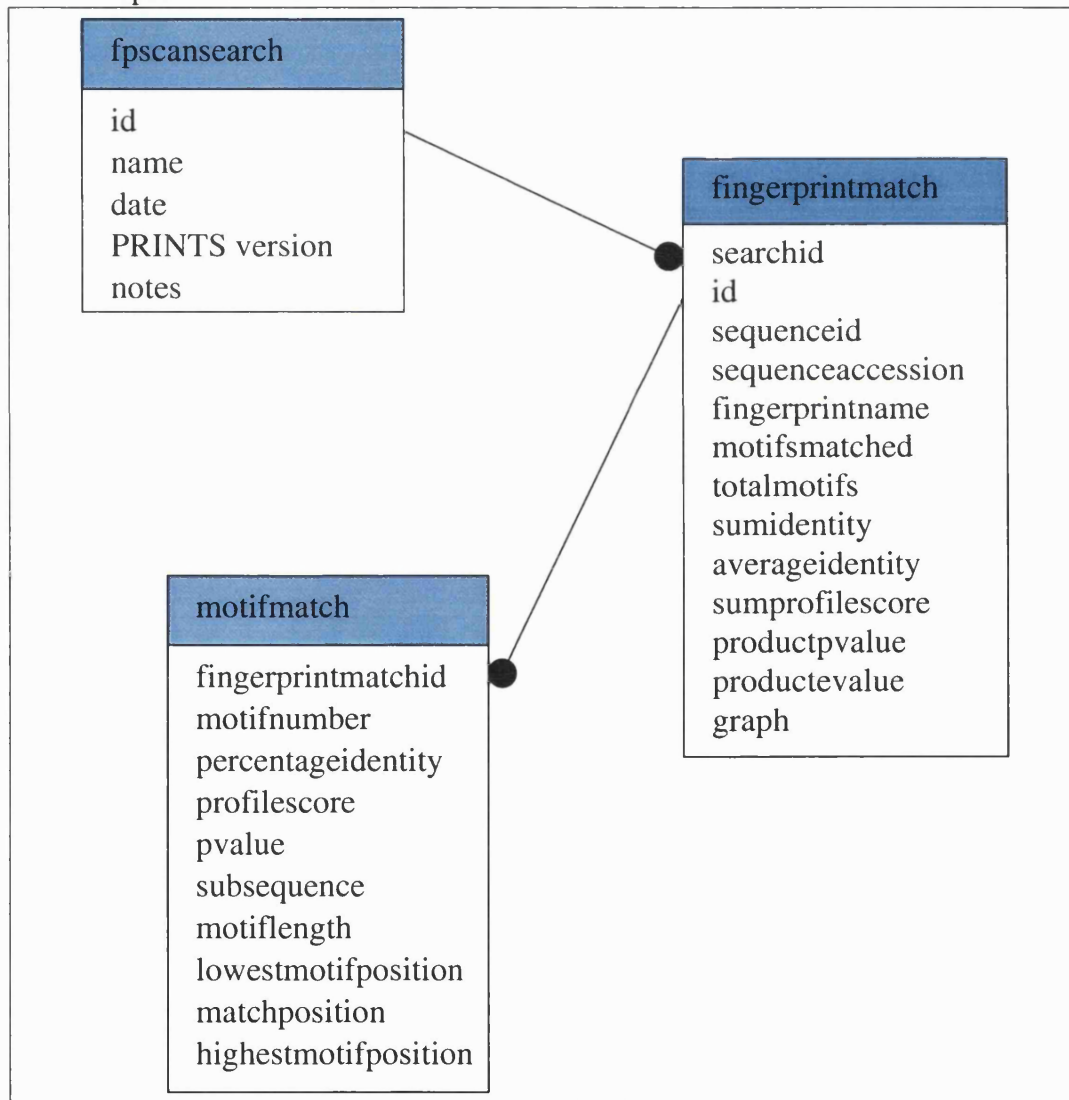 fpscansearch
id
name
date
PRINTS version
notes
fingerprintmatch
searchid
id
sequenceid
sequenceaccession
fingerprintname
motifsmatched
totalmotifs
sumidentity
averageidentity
sumprofilescore
productpvalue
productevalue
graph
motifmatch
fingerprintmatchid
motifnumber
percentageidentity
profilescore
pvalue
subsequence
motiflength
lowestmotifposition
matchposition
highestmotifposition